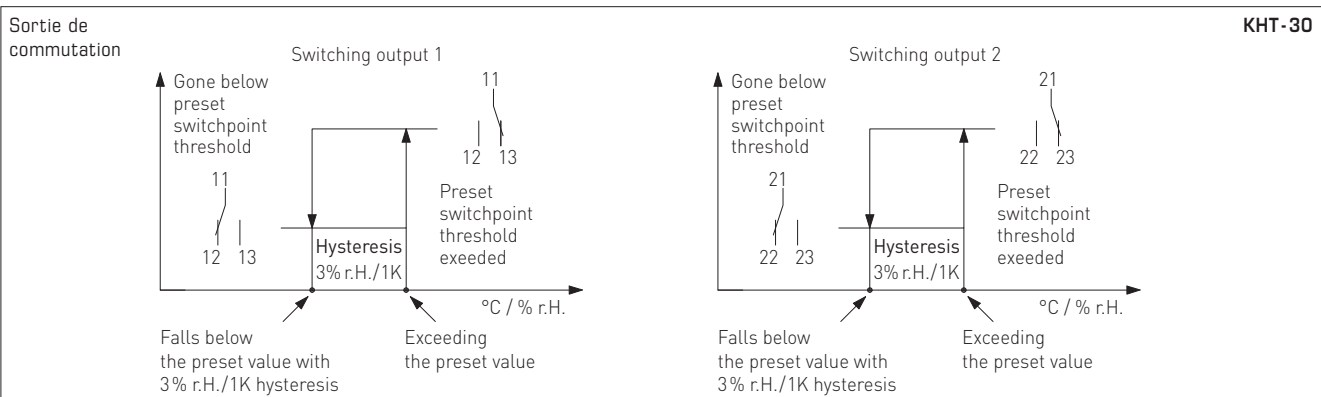 Sortie de
commutation
KHT-30
Switching output 1
Gone below
preset
switchpoint
threshold
11
12 13
11
12 13
Preset
switchpoint
threshold
exeeded
Hysteresis
3% r.H./1K
°C / % r.H.
Falls below
the preset value with
3% r.H./1K hysteresis
Exceeding
the preset value
Switching output 2
Gone below
preset
switchpoint
threshold
21
22 23
21
22 23
Preset
switchpoint
threshold
exeeded
Hysteresis
3% r.H./1K
°C / % r.H.
Falls below
the preset value with
3% r.H./1K hysteresis
Exceeding
the preset value